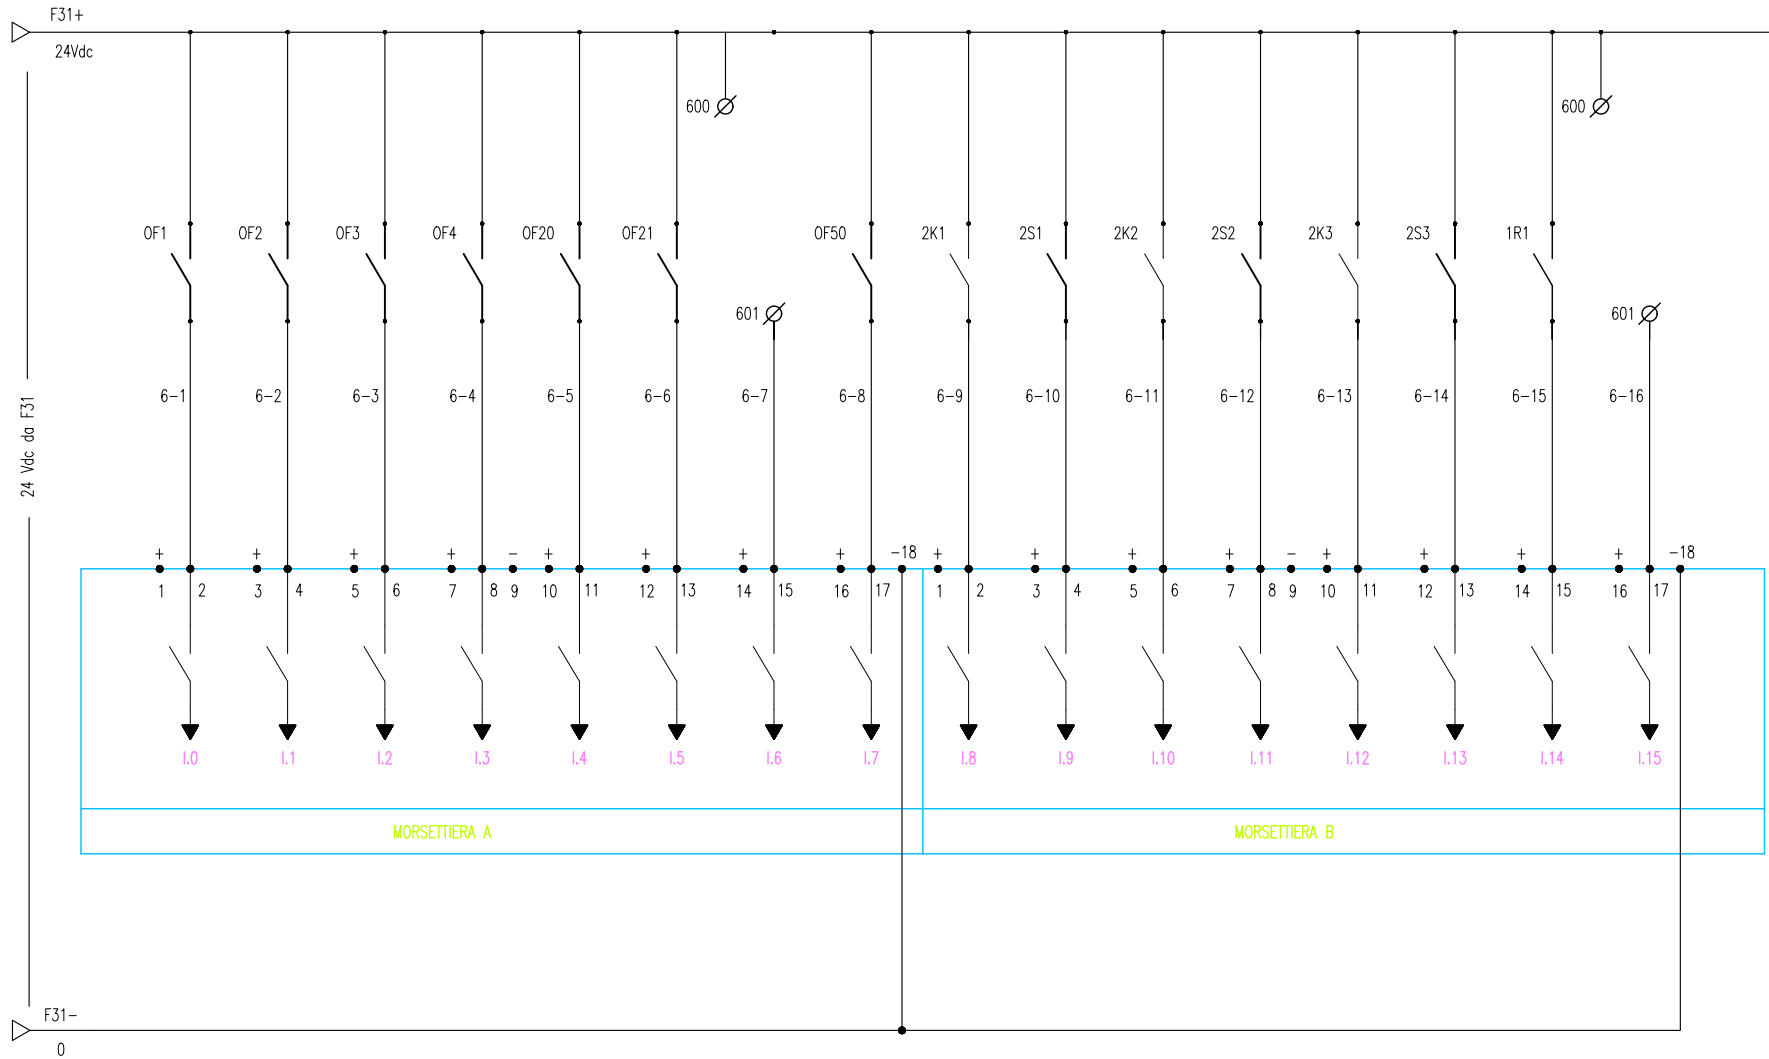 F31+
24Vdc
600 600
OF1 OF2 OF3 OF4 OF20 OF21 OF50 2K1 2S1 2K2 2S2 2K3 2S3 1R1
601 601
6-1 6-2 6-3 6-4 6-5 6-6 6-7 6-8 6-9 6-10 6-11 6-12 6-13 6-14 6-15 6-16
24 Vdc da F31
+ + + + - + + + + -18 + + + + - + + + + -18
1 2 3 4 5 6 7 8 9 10 11 12 13 14 15 16 17 1 2 3 4 5 6 7 8 9 10 11 12 13 14 15 16 17
I.0 I.1 I.2 I.3 I.4 I.5 I.6 I.7 I.8 I.9 I.10 I.11 I.12 I.13 I.14 I.15
MORSETTIERA A MORSETTIERA B
F31-
0